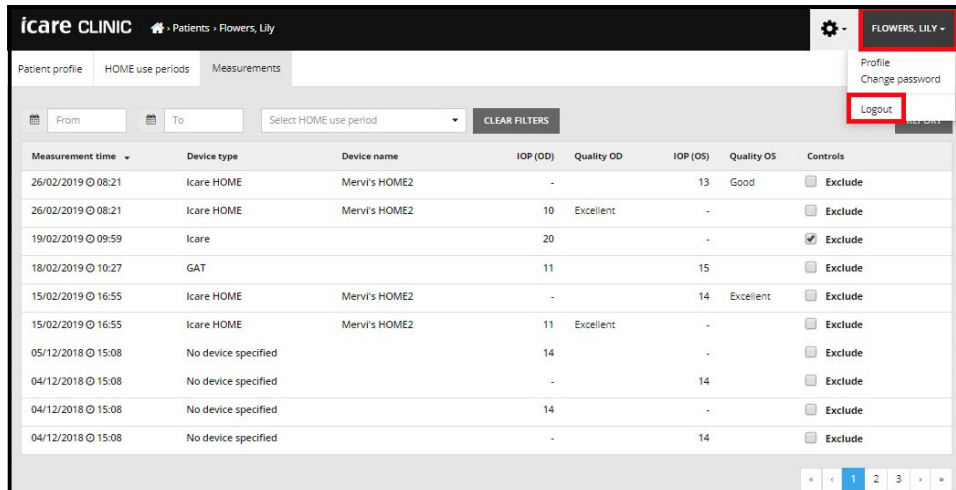 icare CLINIC › Patients › Flowers, Lily FLOWERS, LILY
Patient profile HOME use periods Measurements
Profile
Change password
Logout
From To Select HOME use period CLEAR FILTERS REPORT
Measurement time Device type Device name IOP (OD) Quality OD IOP (OS) Quality OS Controls
26/02/2019 08:21 Icare HOME Mervi's HOME2 - 13 Good Exclude
26/02/2019 08:21 Icare HOME Mervi's HOME2 10 Excellent - Exclude
19/02/2019 09:59 Icare 20 - Exclude
18/02/2019 10:27 GAT 11 15 Exclude
15/02/2019 16:55 Icare HOME Mervi's HOME2 - 14 Excellent Exclude
15/02/2019 16:55 Icare HOME Mervi's HOME2 11 Excellent - Exclude
05/12/2018 15:08 No device specified 14 - Exclude
04/12/2018 15:08 No device specified - 14 Exclude
04/12/2018 15:08 No device specified 14 - Exclude
04/12/2018 15:08 No device specified - 14 Exclude
« ‹ 1 2 3 › »